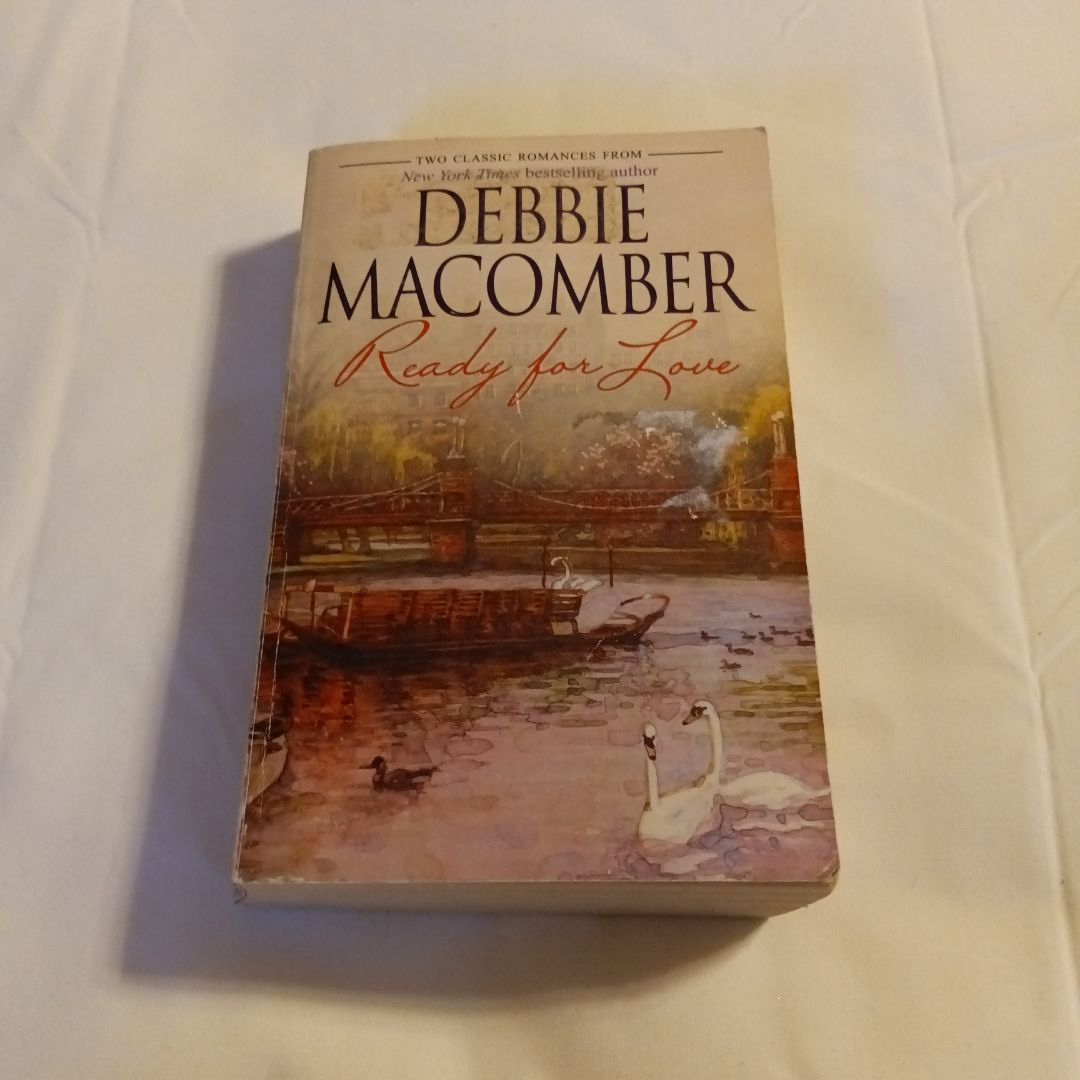 TWO CLASSIC ROMANCES FROM
New York Times bestselling author
DEBBIE
MACOMBER
Ready for Love